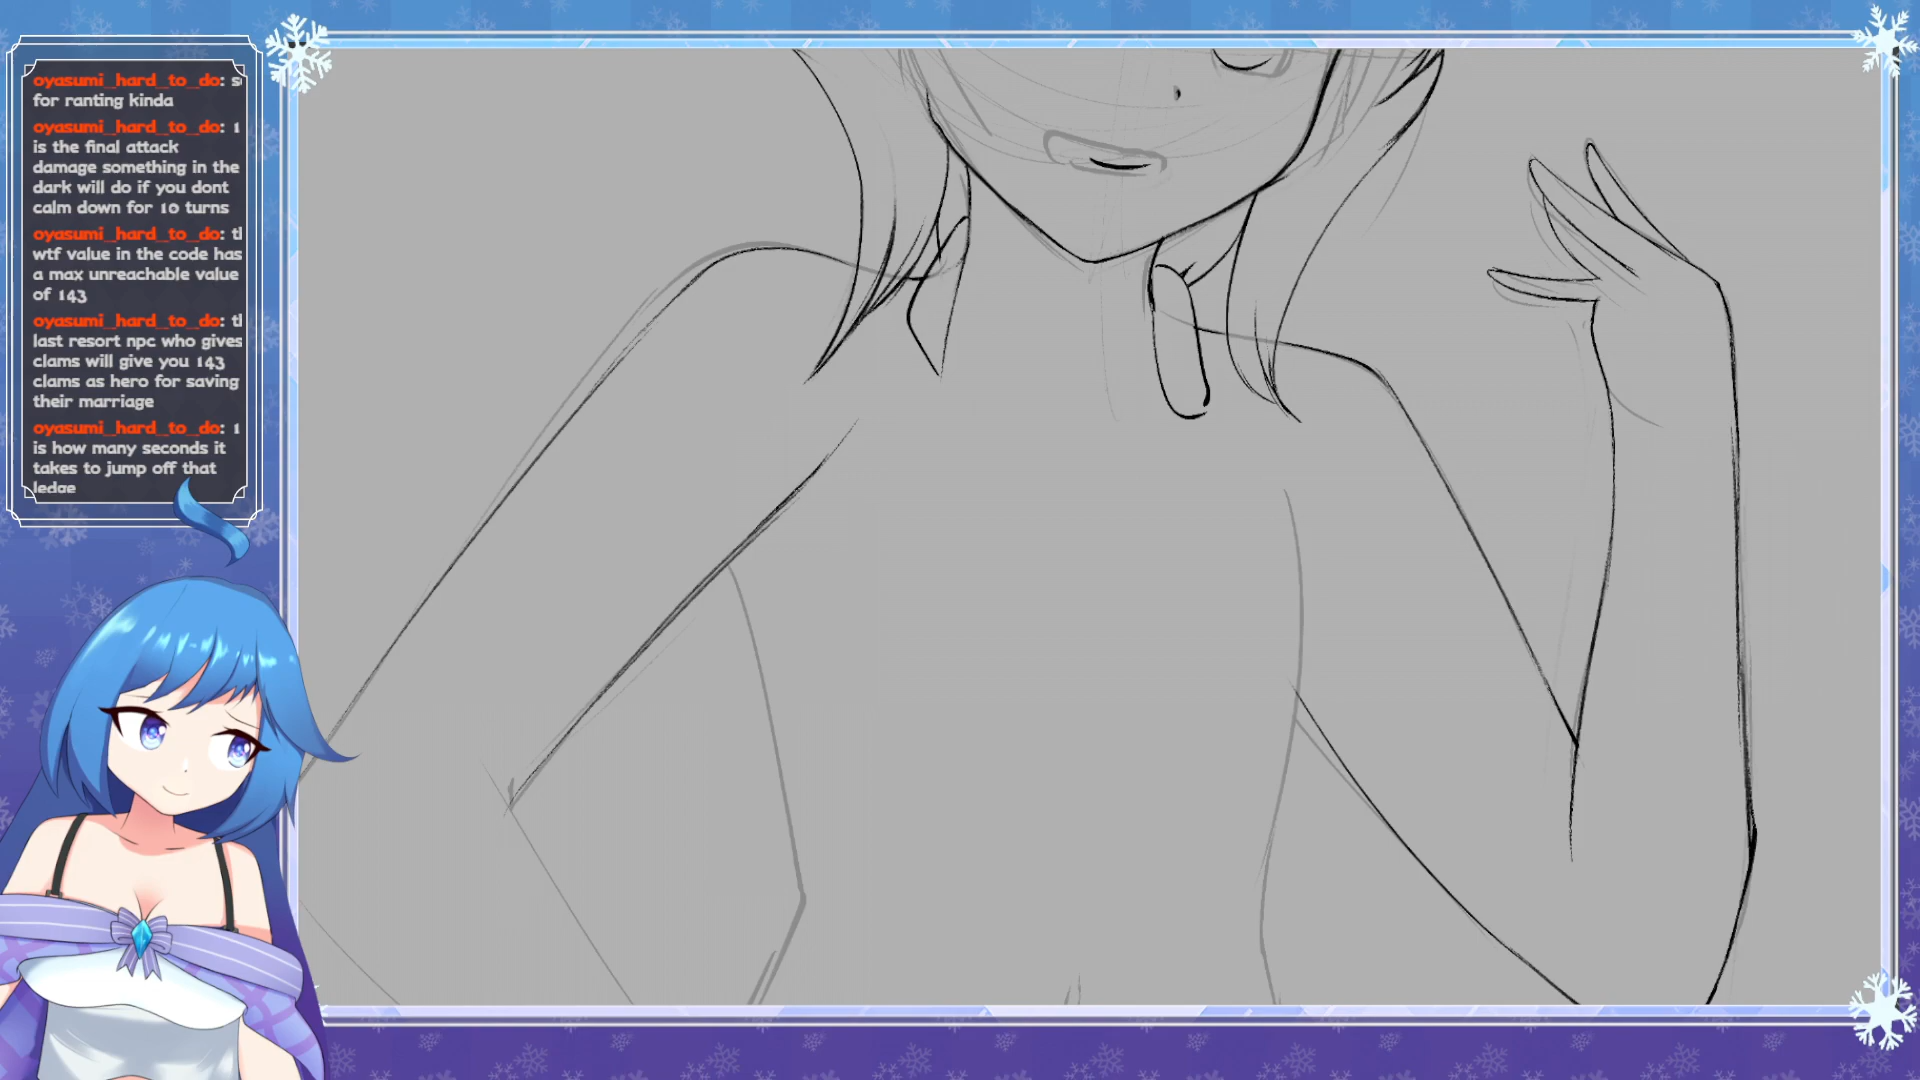 oyasumi_hard_to_do: s
for ranting kinda
oyasumi_hard_to_do: 1
is the final attack
damage something in the
dark will do if you dont
calm down for 10 turns
oyasumi_hard_to_do: t
wtf value in the code has
a max unreachable value
of 143
oyasumi_hard_to_do: t
last resort npc who gives
clams will give you 143
clams as hero for saving
their marriage
oyasumi_hard_to_do: 1
is how many seconds it
takes to jump off that
ledge